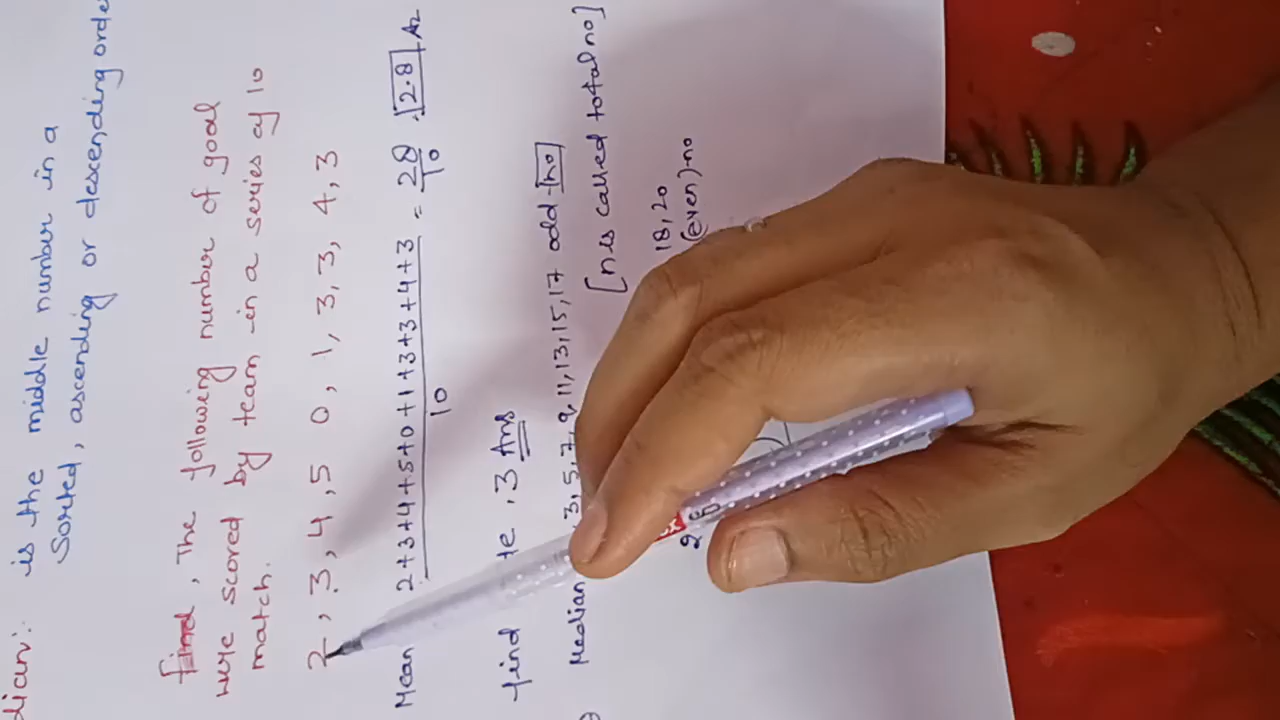 dian:
is the middle number in a
Sorted, ascending or descending orde
Find, The following number of goal
were scored by team in a series of 10
match.
2, 3, 4, 5 0, 1, 3, 3, 4, 3
Mean 2+3+4+5+0+1+3+3+4+3 = 28 2.8 Ans
10 10
find te, 3 Ans
Median 3, 5, 7, 9, 11, 13, 15, 17 odd no
[n is called total no]
18, 20
(even) no
2